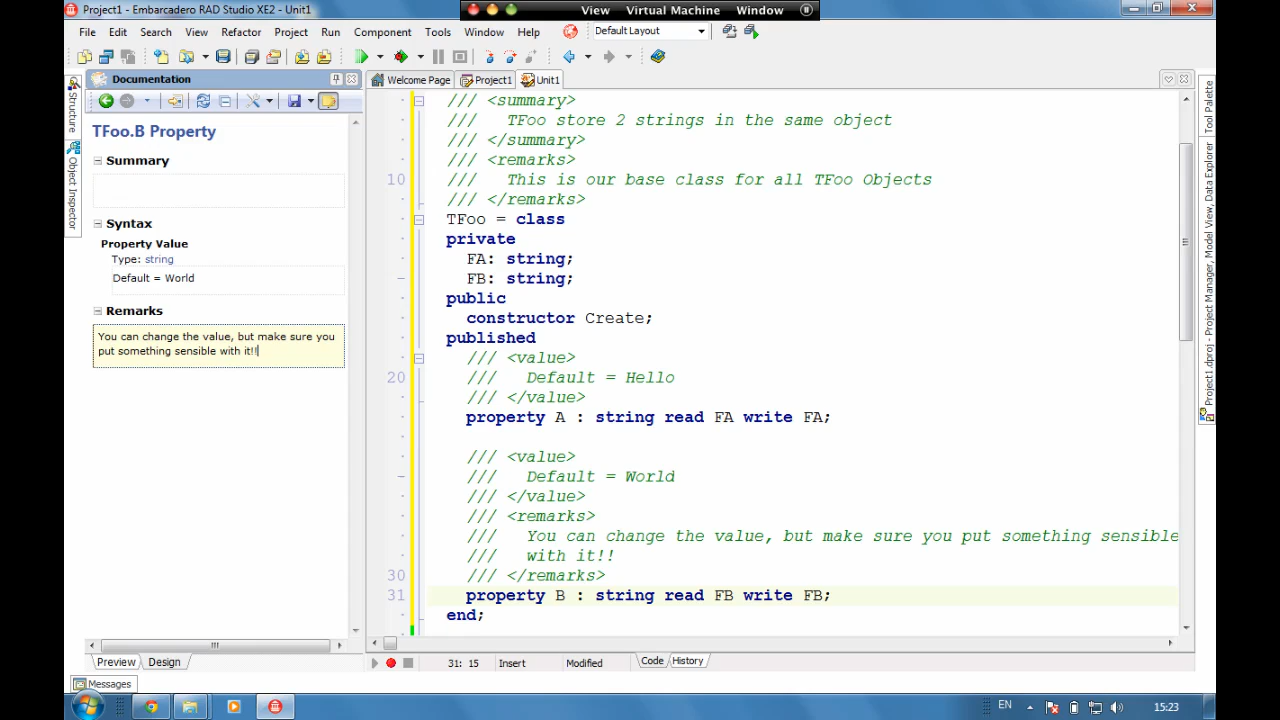 Project1 - Embarcadero RAD Studio XE2 - Unit1
View Virtual Machine Window
File Edit Search View Refactor Project Run Component Tools Window Help
Default Layout
Documentation
Welcome Page Project1 Unit1
Structure
Object Inspector
TFoo.B Property
Summary
Syntax
Property Value
Type: string
Default = World
Remarks
You can change the value, but make sure you
put something sensible with it!!
/// <summary>
/// TFoo store 2 strings in the same object
/// </summary>
/// <remarks>
10 /// This is our base class for all TFoo Objects
/// </remarks>
TFoo = class
private
FA: string;
FB: string;
public
constructor Create;
published
/// <value>
20 /// Default = Hello
/// </value>
property A : string read FA write FA;
/// <value>
/// Default = World
/// </value>
/// <remarks>
/// You can change the value, but make sure you put something sensible
/// with it!!
30 /// </remarks>
31 property B : string read FB write FB;
end;
Tool Palette
Project1.dproj - Project Manager, Model View, Data Explorer
Preview Design
31: 15 Insert Modified Code History
Messages
EN 15:23